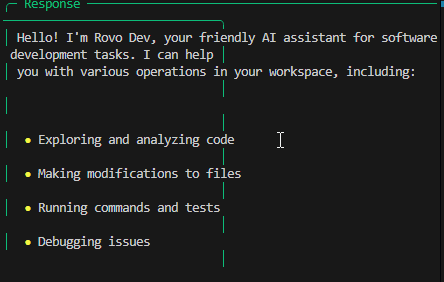 Response
Hello! I'm Rovo Dev, your friendly AI assistant for software
development tasks. I can help
you with various operations in your workspace, including:
● Exploring and analyzing code
● Making modifications to files
● Running commands and tests
● Debugging issues